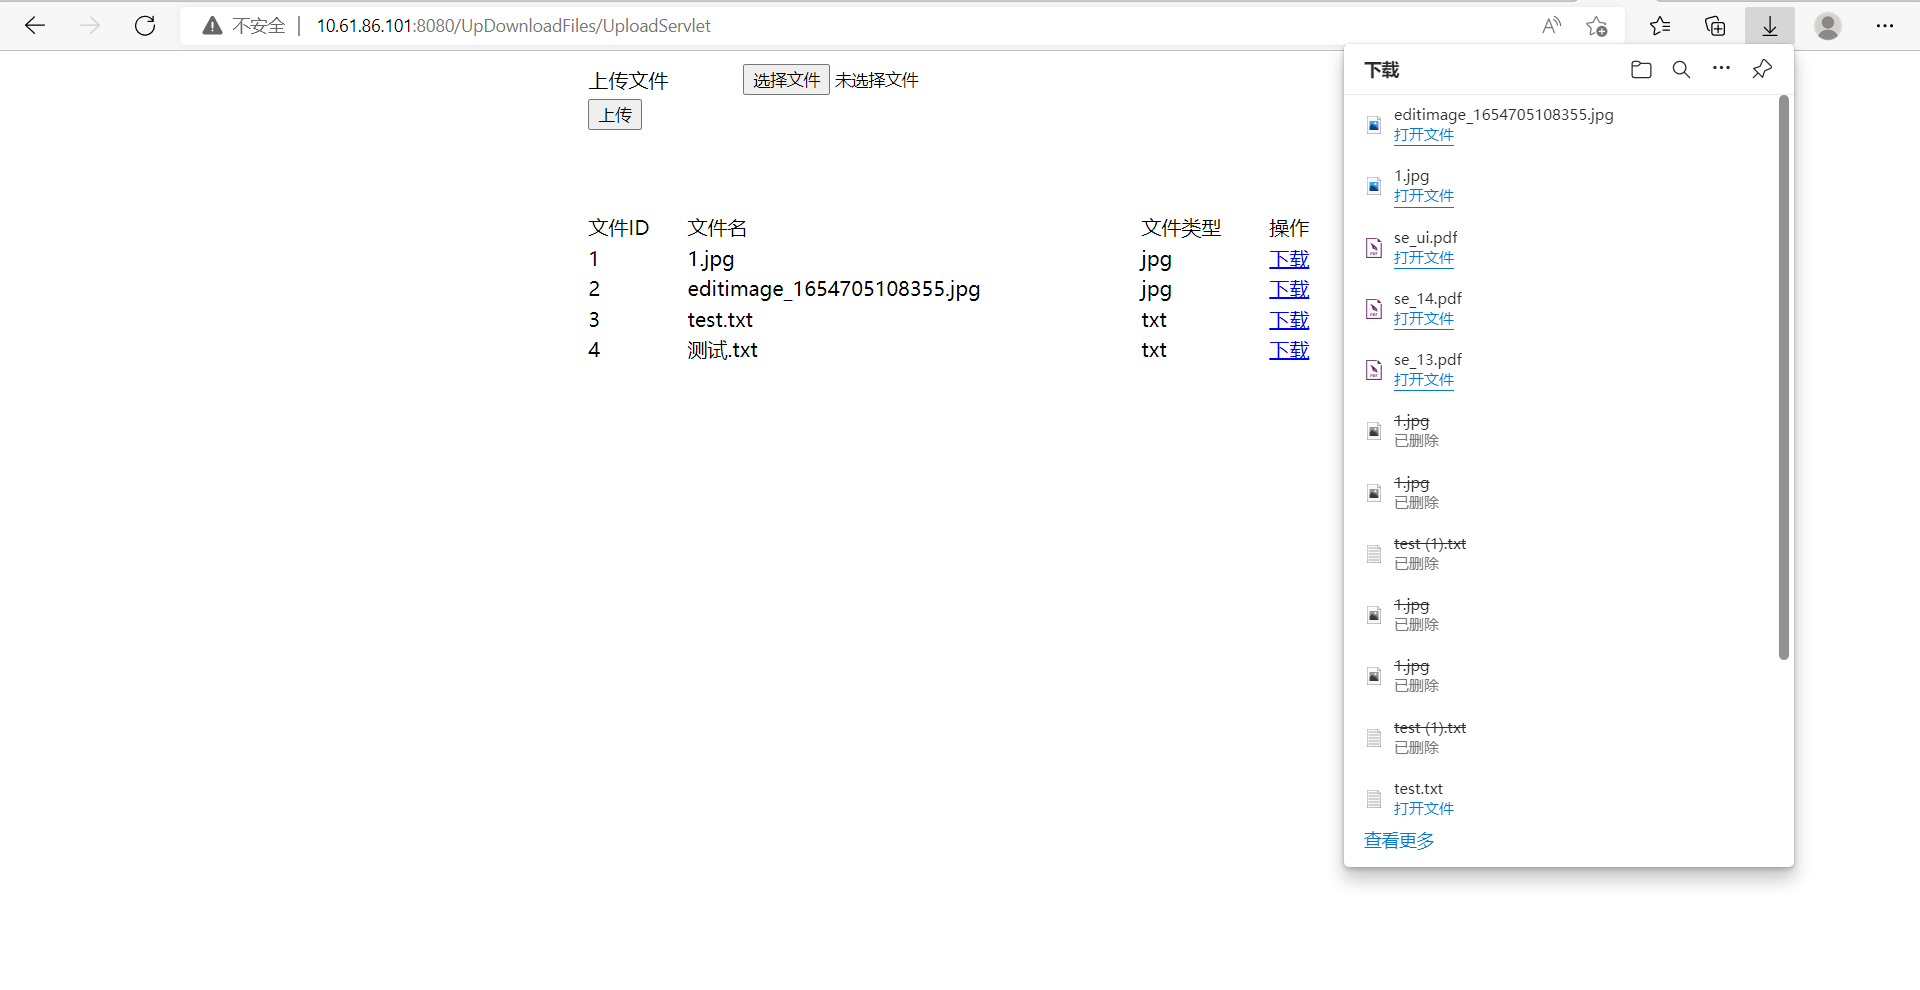 不安全 | 10.61.86.101:8080/UpDownloadFiles/UploadServlet
上传文件 选择文件 未选择文件
上传
文件ID 文件名 文件类型 操作
1 1.jpg jpg 下载
2 editimage_1654705108355.jpg jpg 下载
3 test.txt txt 下载
4 测试.txt txt 下载
下载
editimage_1654705108355.jpg
打开文件
1.jpg
打开文件
se_ui.pdf
打开文件
se_14.pdf
打开文件
se_13.pdf
打开文件
1.jpg
已删除
1.jpg
已删除
test (1).txt
已删除
1.jpg
已删除
1.jpg
已删除
test (1).txt
已删除
test.txt
打开文件
查看更多